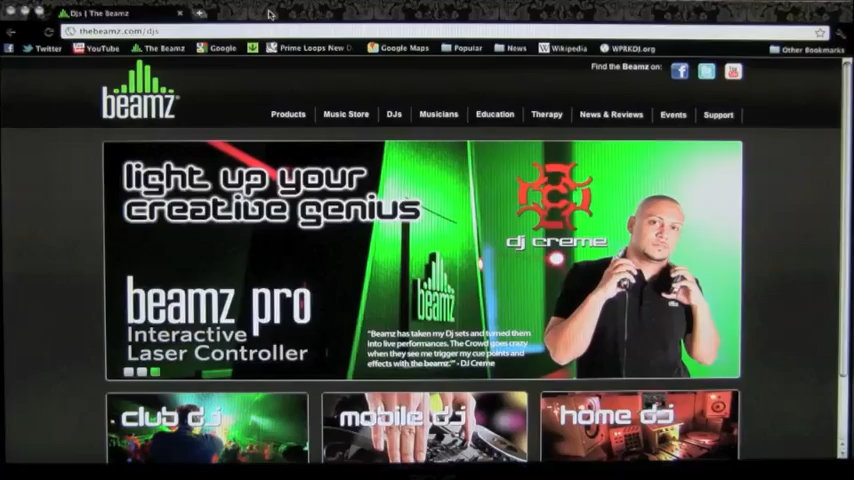 Djs | The Beamz
thebeamz.com/djs
Twitter
YouTube
The Beamz
Google
Prime Loops New D
Google Maps
Popular
News
Wikipedia
WPRKDJ.org
Other Bookmarks
Find the Beamz on:
beamz
Products
Music Store
DJs
Musicians
Education
Therapy
News & Reviews
Events
Support
light up your
creative genius
dj creme
beamz pro
Interactive
Laser Controller
beamz
"Beamz has taken my Dj sets and turned them
into live performances. The Crowd goes crazy
when they see me trigger my cue points and
effects with the beamz." - DJ Creme
club dj
mobile dj
home dj